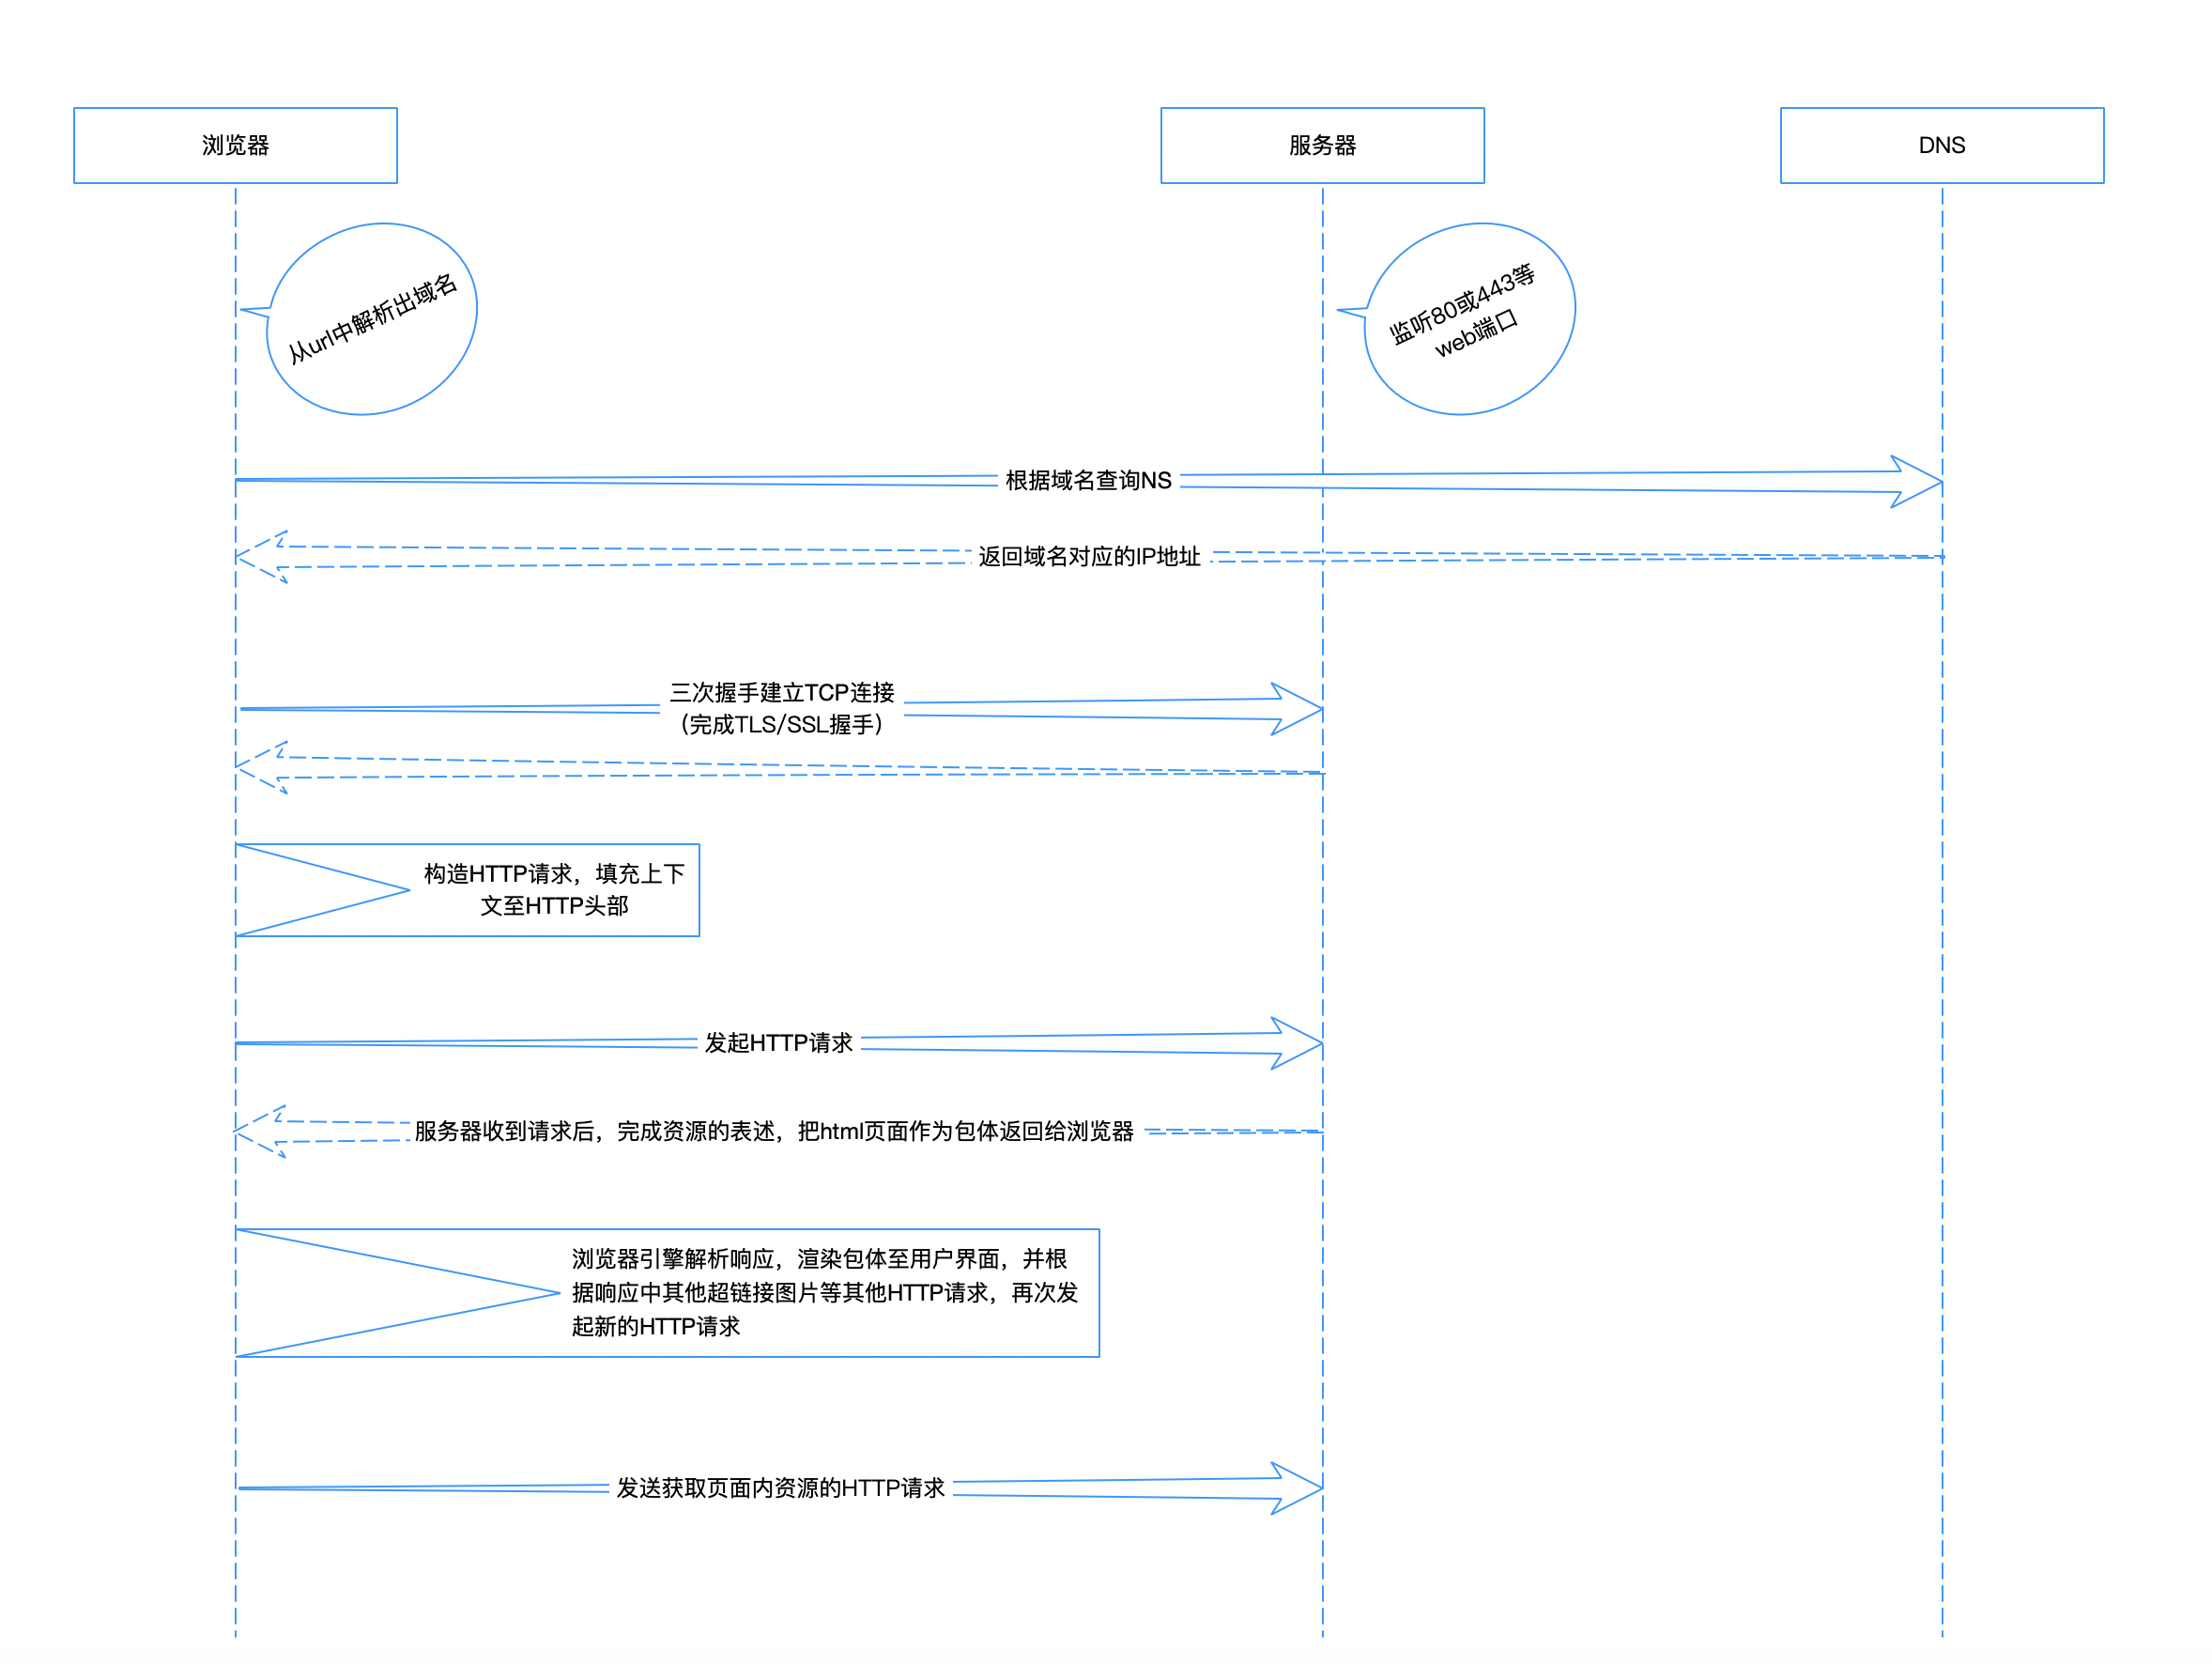 浏览器
服务器
DNS
从url中解析出域名
监听80或443等
web端口
根据域名查询NS
返回域名对应的IP地址
三次握手建立TCP连接
（完成TLS/SSL握手）
构造HTTP请求，填充上下
文至HTTP头部
发起HTTP请求
服务器收到请求后，完成资源的表述，把html页面作为包体返回给浏览器
浏览器引擎解析响应，渲染包体至用户界面，并根
据响应中其他超链接图片等其他HTTP请求，再次发
起新的HTTP请求
发送获取页面内资源的HTTP请求